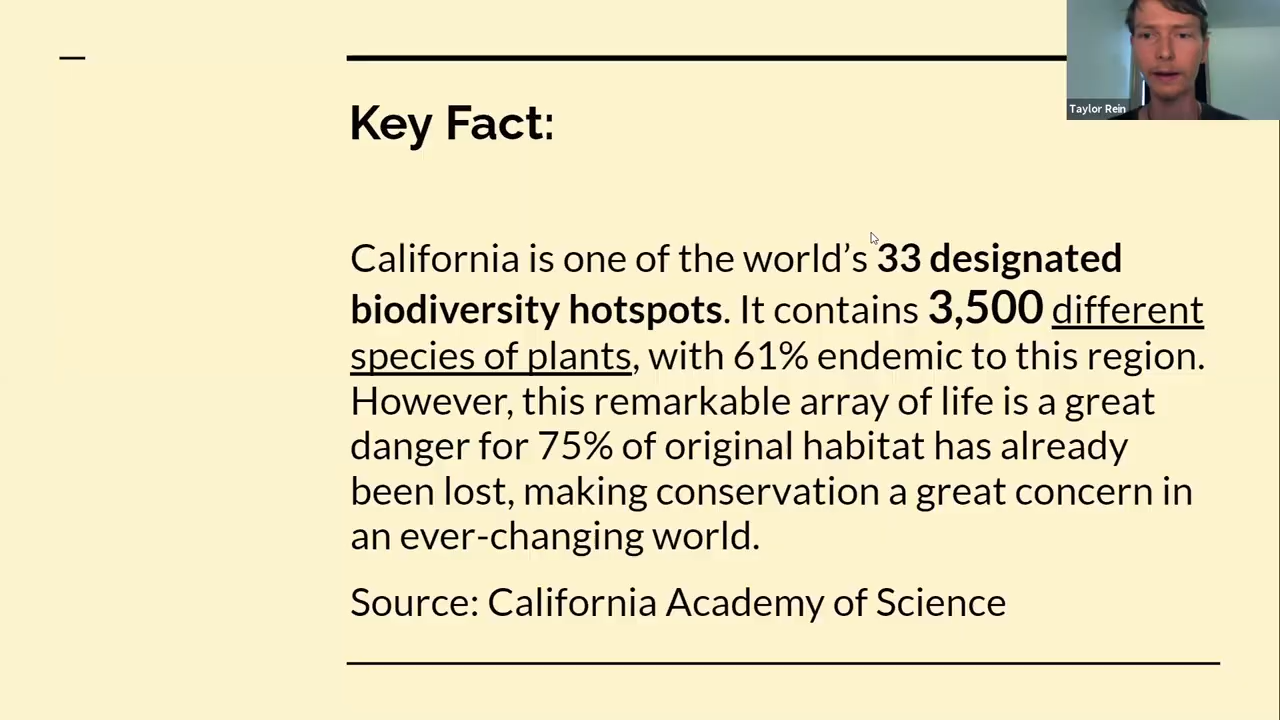 Taylor Rein
Key Fact:
California is one of the world’s 33 designated
biodiversity hotspots. It contains 3,500 different
species of plants, with 61% endemic to this region.
However, this remarkable array of life is a great
danger for 75% of original habitat has already
been lost, making conservation a great concern in
an ever-changing world.
Source: California Academy of Science